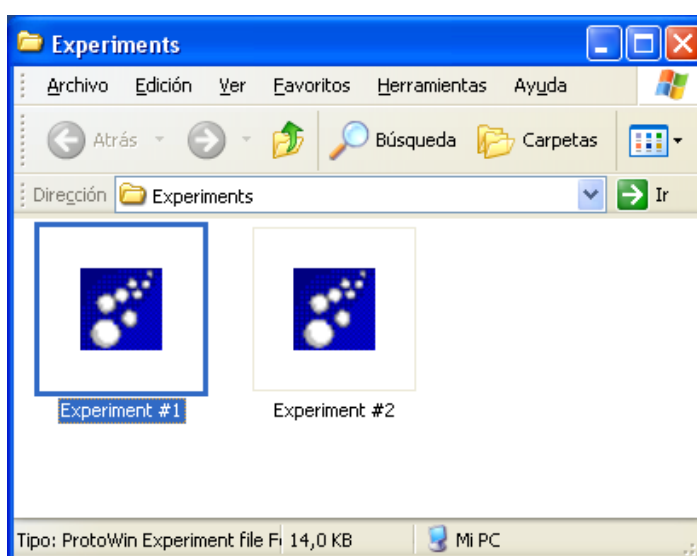 Experiments
Archivo Edición Ver Favoritos Herramientas Ayuda
Atrás Búsqueda Carpetas
Dirección Experiments Ir
Experiment #1 Experiment #2
Tipo: ProtoWin Experiment file F 14,0 KB Mi PC